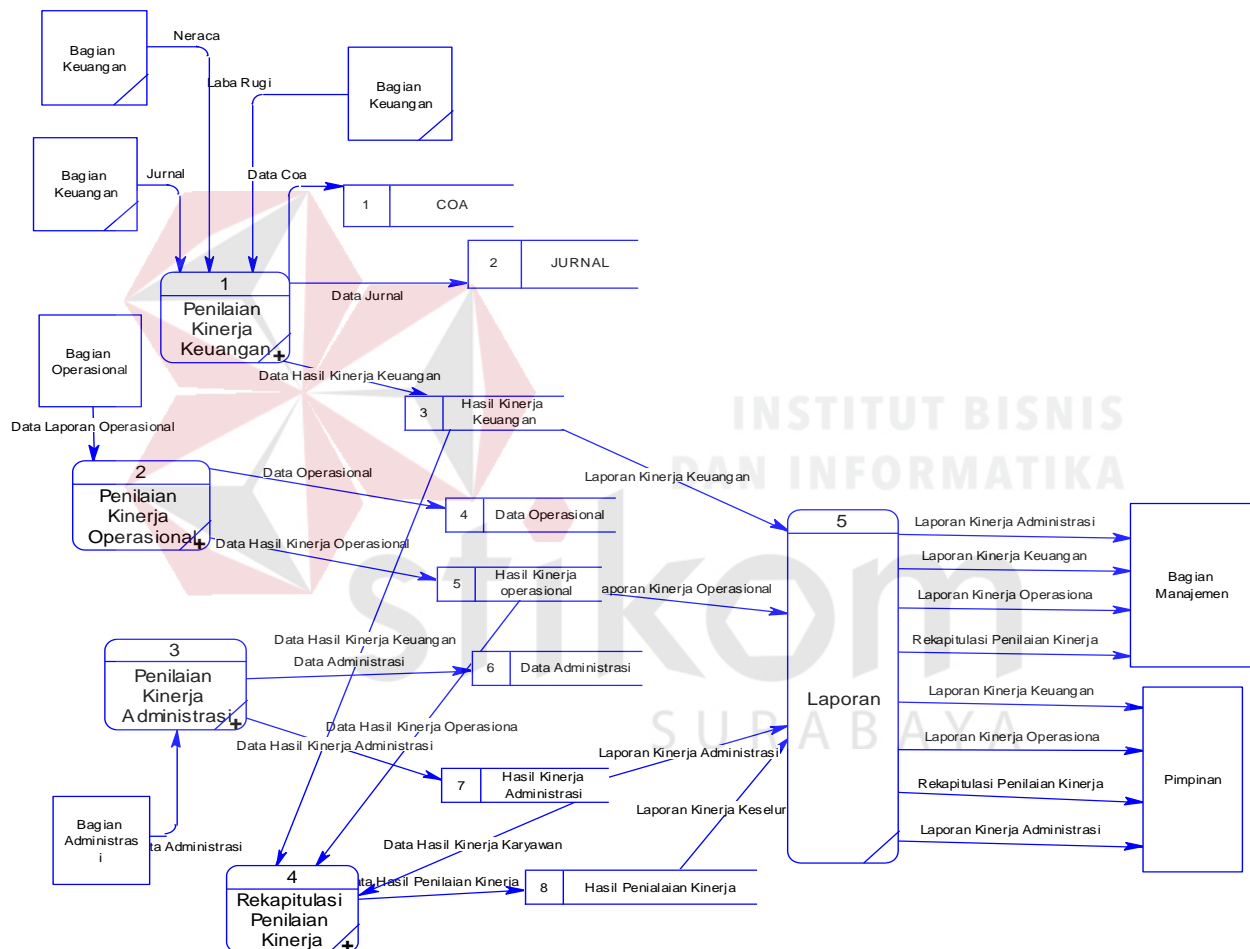 Neraca
Bagian
Keuangan
Laba Rugi
Bagian
Keuangan
Bagian
Keuangan
Jurnal
Data Coa
1 COA
2 JURNAL
1
Penilaian
Kinerja
Keuangan
Data Jurnal
Bagian
Operasional
Data Hasil Kinerja Keuangan
3 Hasil Kinerja
Keuangan
Data Laporan Operasional
INSTITUT BISNIS
DAN INFORMATIKA
2
Penilaian
Kinerja
Operasional
Data Operasional
Laporan Kinerja Keuangan
4 Data Operasional
Data Hasil Kinerja Operasional
5 Hasil Kinerja
operasional
aporan Kinerja Operasional
stikom
SURABAYA
5
Laporan
Laporan Kinerja Administrasi
Laporan Kinerja Keuangan
Laporan Kinerja Operasiona
Rekapitulasi Penilaian Kinerja
Bagian
Manajemen
Laporan Kinerja Keuangan
Laporan Kinerja Operasiona
Rekapitulasi Penilaian Kinerja
Laporan Kinerja Administrasi
Pimpinan
3
Penilaian
Kinerja
Administrasi
Data Hasil Kinerja Keuangan
Data Administrasi
6 Data Administrasi
Data Hasil Kinerja Operasiona
Data Hasil Kinerja Administrasi
7 Hasil Kinerja
Administrasi
Laporan Kinerja Administrasi
Laporan Kinerja Keselur
Bagian
Administras
i
ta Administrasi
Data Hasil Kinerja Karyawan
4
Rekapitulasi
Penilaian
Kinerja
ata Hasil Penilaian Kinerja
8 Hasil Penialaian Kinerja